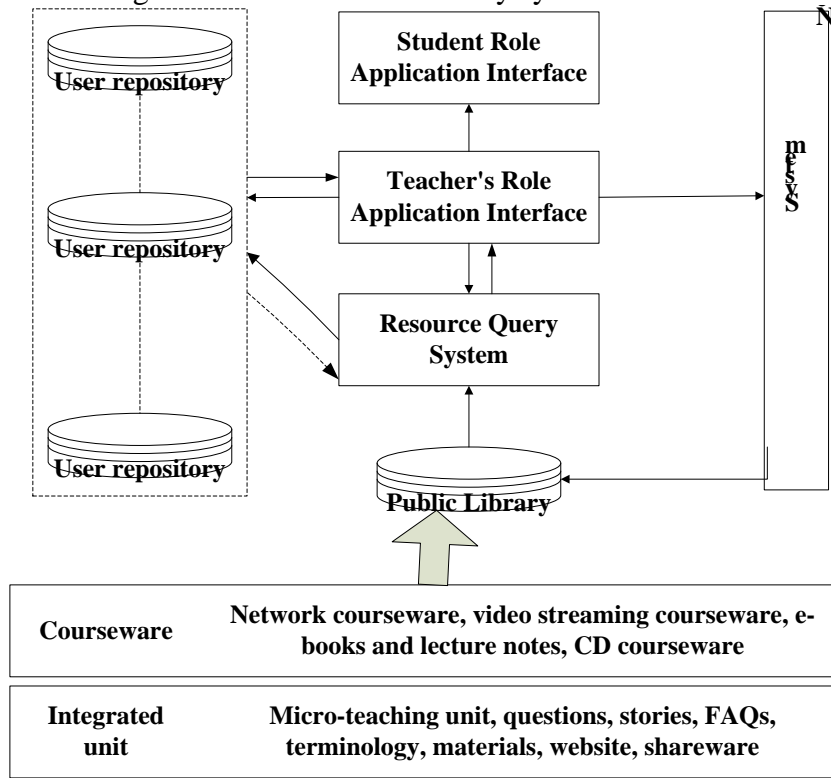 User repository
User repository
User repository
Student Role
Application Interface
Teacher's Role
Application Interface
Resource Query
System
Public Library
N
Courseware
Network courseware, video streaming courseware, e-
books and lecture notes, CD courseware
Integrated
unit
Micro-teaching unit, questions, stories, FAQs,
terminology, materials, website, shareware